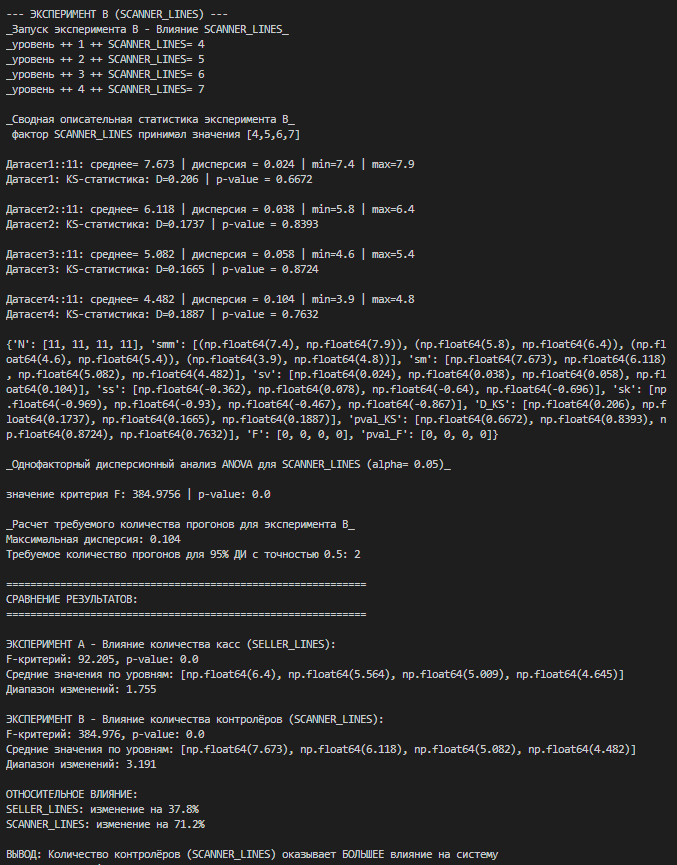 --- ЭКСПЕРИМЕНТ B (SCANNER_LINES) ---
_Запуск эксперимента B - Влияние SCANNER_LINES_
_уровень ++ 1 ++ SCANNER_LINES= 4
_уровень ++ 2 ++ SCANNER_LINES= 5
_уровень ++ 3 ++ SCANNER_LINES= 6
_уровень ++ 4 ++ SCANNER_LINES= 7
_Сводная описательная статистика эксперимента B_
фактор SCANNER_LINES принимал значения [4,5,6,7]
Датасет1::11: среднее= 7.673 | дисперсия = 0.024 | min=7.4 | max=7.9
Датасет1: KS-статистика: D=0.206 | p-value = 0.6672
Датасет2::11: среднее= 6.118 | дисперсия = 0.038 | min=5.8 | max=6.4
Датасет2: KS-статистика: D=0.1737 | p-value = 0.8393
Датасет3::11: среднее= 5.082 | дисперсия = 0.058 | min=4.6 | max=5.4
Датасет3: KS-статистика: D=0.1665 | p-value = 0.8724
Датасет4::11: среднее= 4.482 | дисперсия = 0.104 | min=3.9 | max=4.8
Датасет4: KS-статистика: D=0.1887 | p-value = 0.7632
{'N': [11, 11, 11, 11], 'smm': [(np.float64(7.4), np.float64(7.9)), (np.float64(5.8), np.float64(6.4)), (np.fl
oat64(4.6), np.float64(5.4)), (np.float64(3.9), np.float64(4.8))], 'sm': [np.float64(7.673), np.float64(6.118)
, np.float64(5.082), np.float64(4.482)], 'sv': [np.float64(0.024), np.float64(0.038), np.float64(0.058), np.fl
oat64(0.104)], 'ss': [np.float64(-0.362), np.float64(0.078), np.float64(-0.64), np.float64(-0.696)], 'sk': [np
.float64(-0.969), np.float64(-0.93), np.float64(-0.467), np.float64(-0.867)], 'D_KS': [np.float64(0.206), np.f
loat64(0.1737), np.float64(0.1665), np.float64(0.1887)], 'pval_KS': [np.float64(0.6672), np.float64(0.8393), n
p.float64(0.8724), np.float64(0.7632)], 'F': [0, 0, 0, 0], 'pval_F': [0, 0, 0, 0]}
_Однофакторный дисперсионный анализ ANOVA для SCANNER_LINES (alpha= 0.05)_
значение критерия F: 384.9756 | p-value: 0.0
_Расчет требуемого количества прогонов для эксперимента B_
Максимальная дисперсия: 0.104
Требуемое количество прогонов для 95% ДИ с точностью 0.5: 2
============================================================
СРАВНЕНИЕ РЕЗУЛЬТАТОВ:
============================================================
ЭКСПЕРИМЕНТ A - Влияние количества касс (SELLER_LINES):
F-критерий: 92.205, p-value: 0.0
Средние значения по уровням: [np.float64(6.4), np.float64(5.564), np.float64(5.009), np.float64(4.645)]
Диапазон изменений: 1.755
ЭКСПЕРИМЕНТ B - Влияние количества контролёров (SCANNER_LINES):
F-критерий: 384.976, p-value: 0.0
Средние значения по уровням: [np.float64(7.673), np.float64(6.118), np.float64(5.082), np.float64(4.482)]
Диапазон изменений: 3.191
ОТНОСИТЕЛЬНОЕ ВЛИЯНИЕ:
SELLER_LINES: изменение на 37.8%
SCANNER_LINES: изменение на 71.2%
ВЫВОД: Количество контролёров (SCANNER_LINES) оказывает БОЛЬШЕЕ влияние на систему